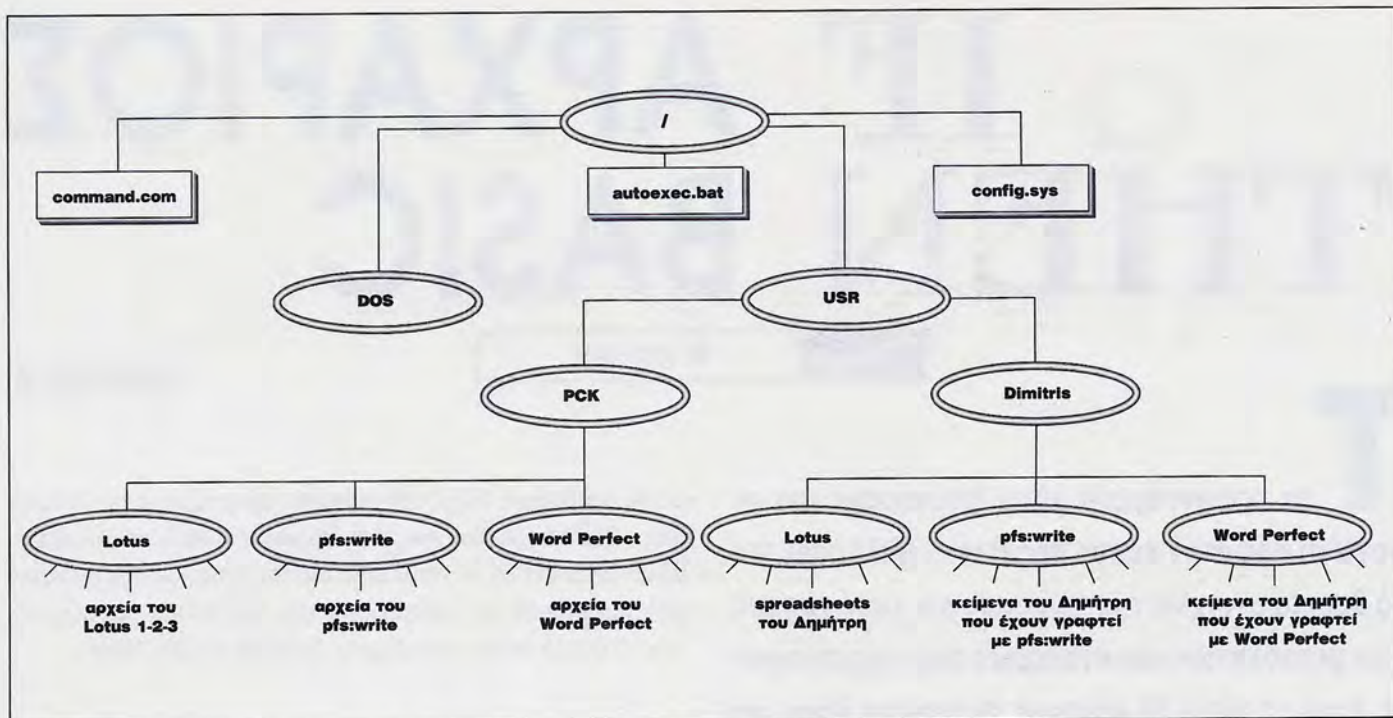 /
command.com
autoexec.bat
config.sys
DOS
USR
PCK
Dimitris
Lotus
pfs:write
Word Perfect
Lotus
pfs:write
Word Perfect
αρχεία του
Lotus 1-2-3
αρχεία του
pfs:write
αρχεία του
Word Perfect
spreadsheets
του Δημήτρη
κείμενα του Δημήτρη
που έχουν γραφτεί
με pfs:write
κείμενα του Δημήτρη
που έχουν γραφτεί
με Word Perfect